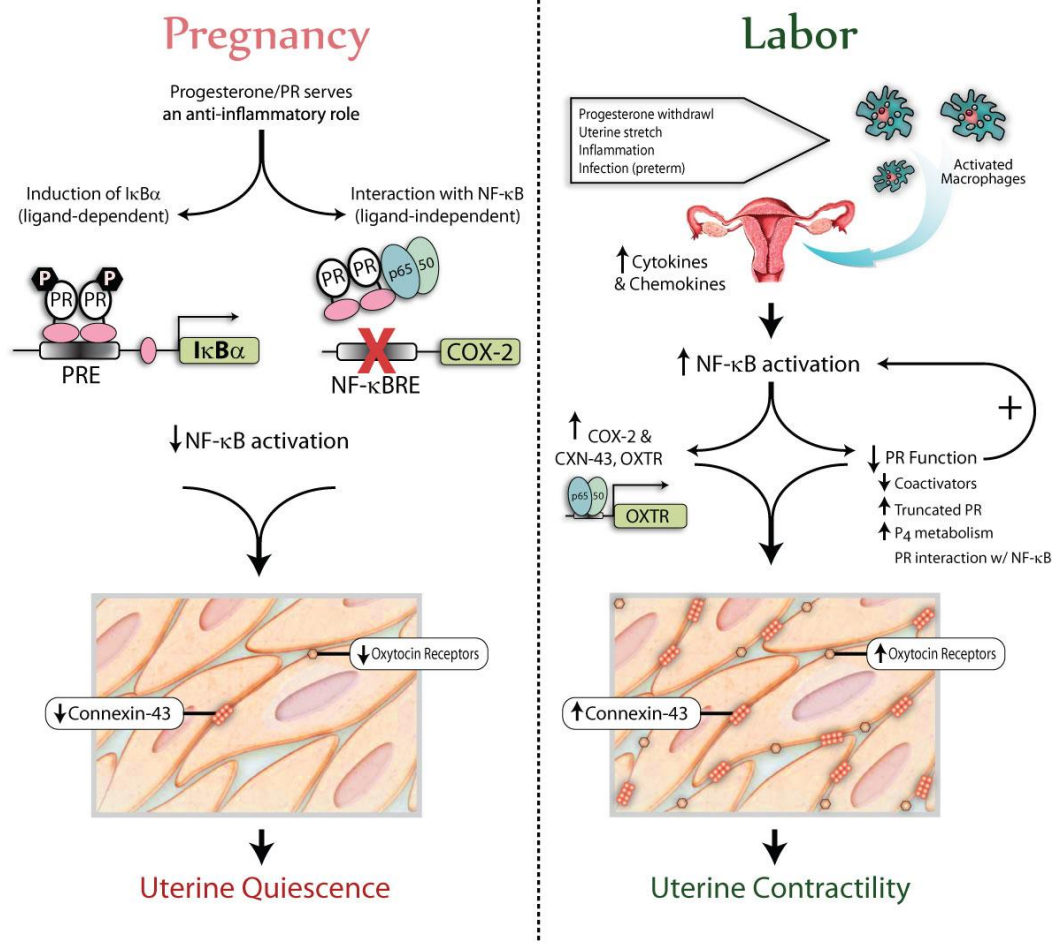 Pregnancy
Progesterone/PR serves
an anti-inflammatory role
Induction of IκBα
(ligand-dependent)
Interaction with NF-κB
(ligand-independent)
P
P
PR
PR
PRE
IκBα
PR
PR
p65
50
NF-κBRE
COX-2
↓NF-κB activation
↓Oxytocin Receptors
↓Connexin-43
Uterine Quiescence
Labor
Progesterone withdrawl
Uterine stretch
Inflammation
Infection (preterm)
Activated
Macrophages
↑Cytokines
& Chemokines
↑NF-κB activation
+
↑COX-2 &
CXN-43, OXTR
p65
50
OXTR
↓PR Function
↓Coactivators
↑Truncated PR
↑P₄ metabolism
PR interaction w/ NF-κB
↑Oxytocin Receptors
↑Connexin-43
Uterine Contractility